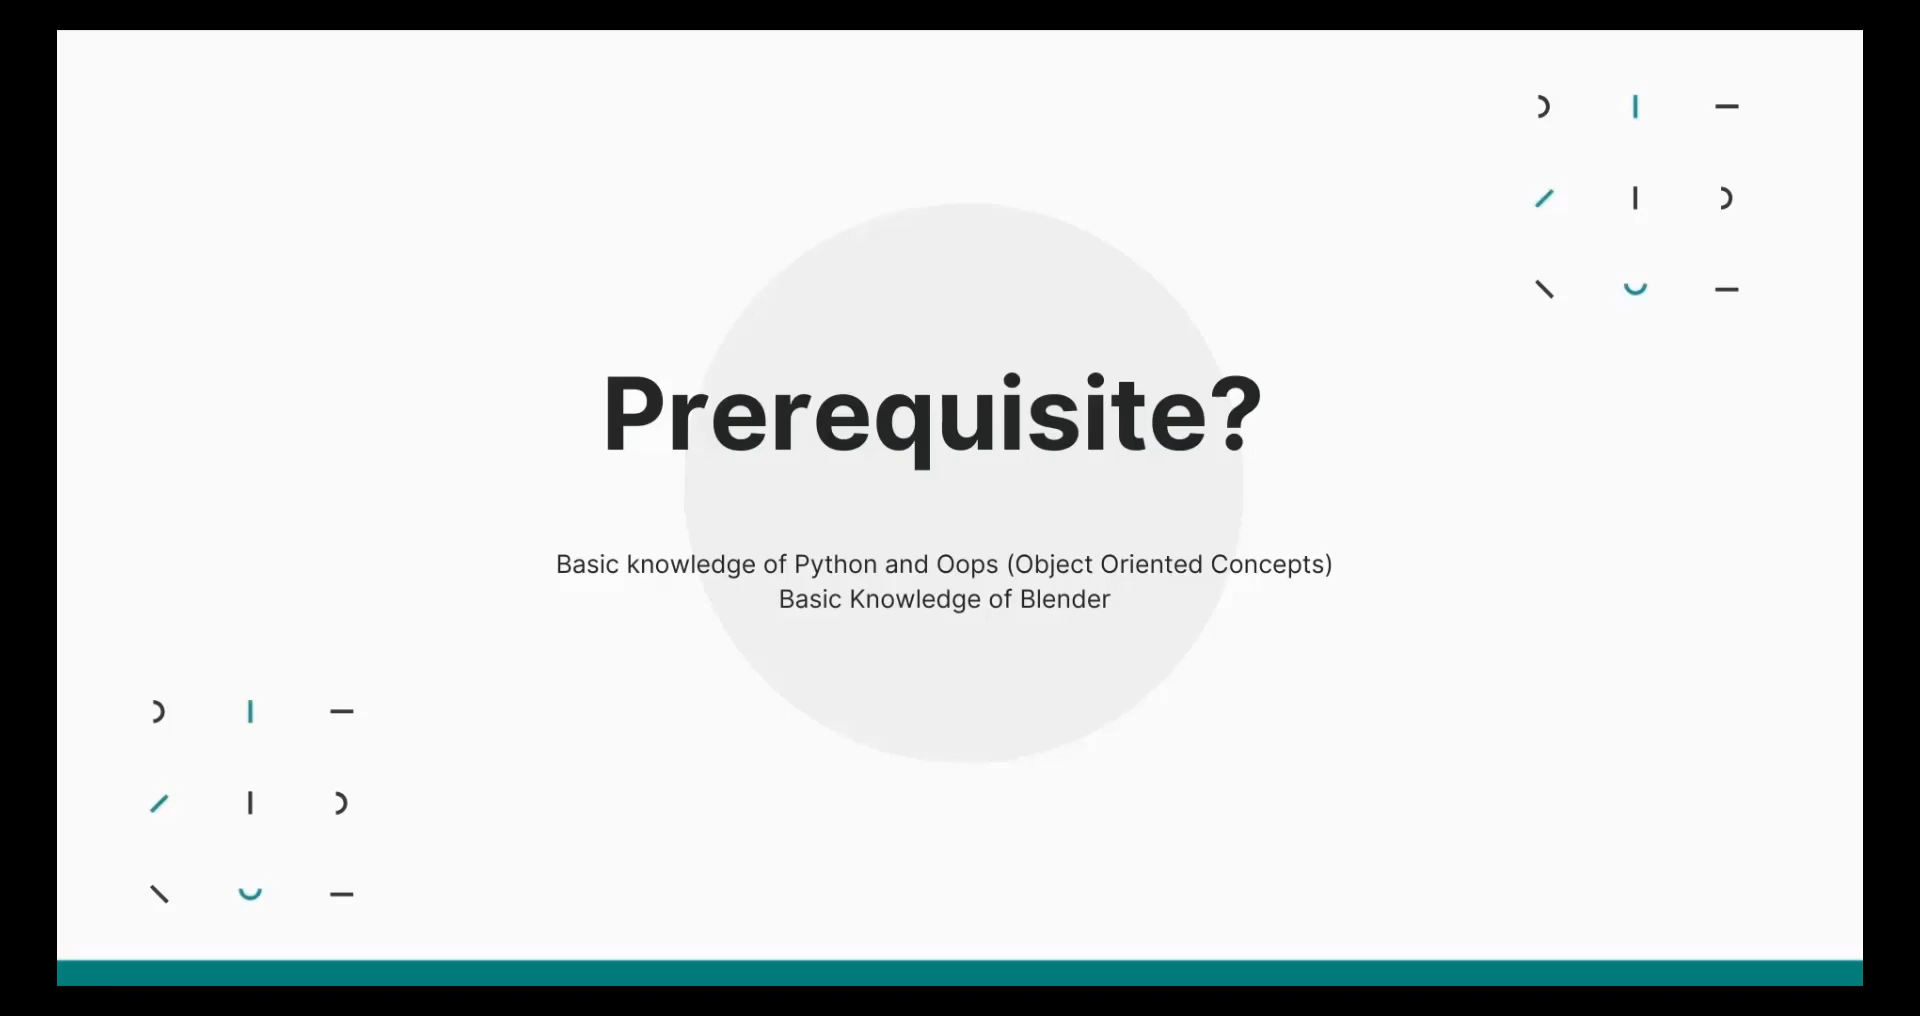 Prerequisite?
Basic knowledge of Python and Oops (Object Oriented Concepts)
Basic Knowledge of Blender